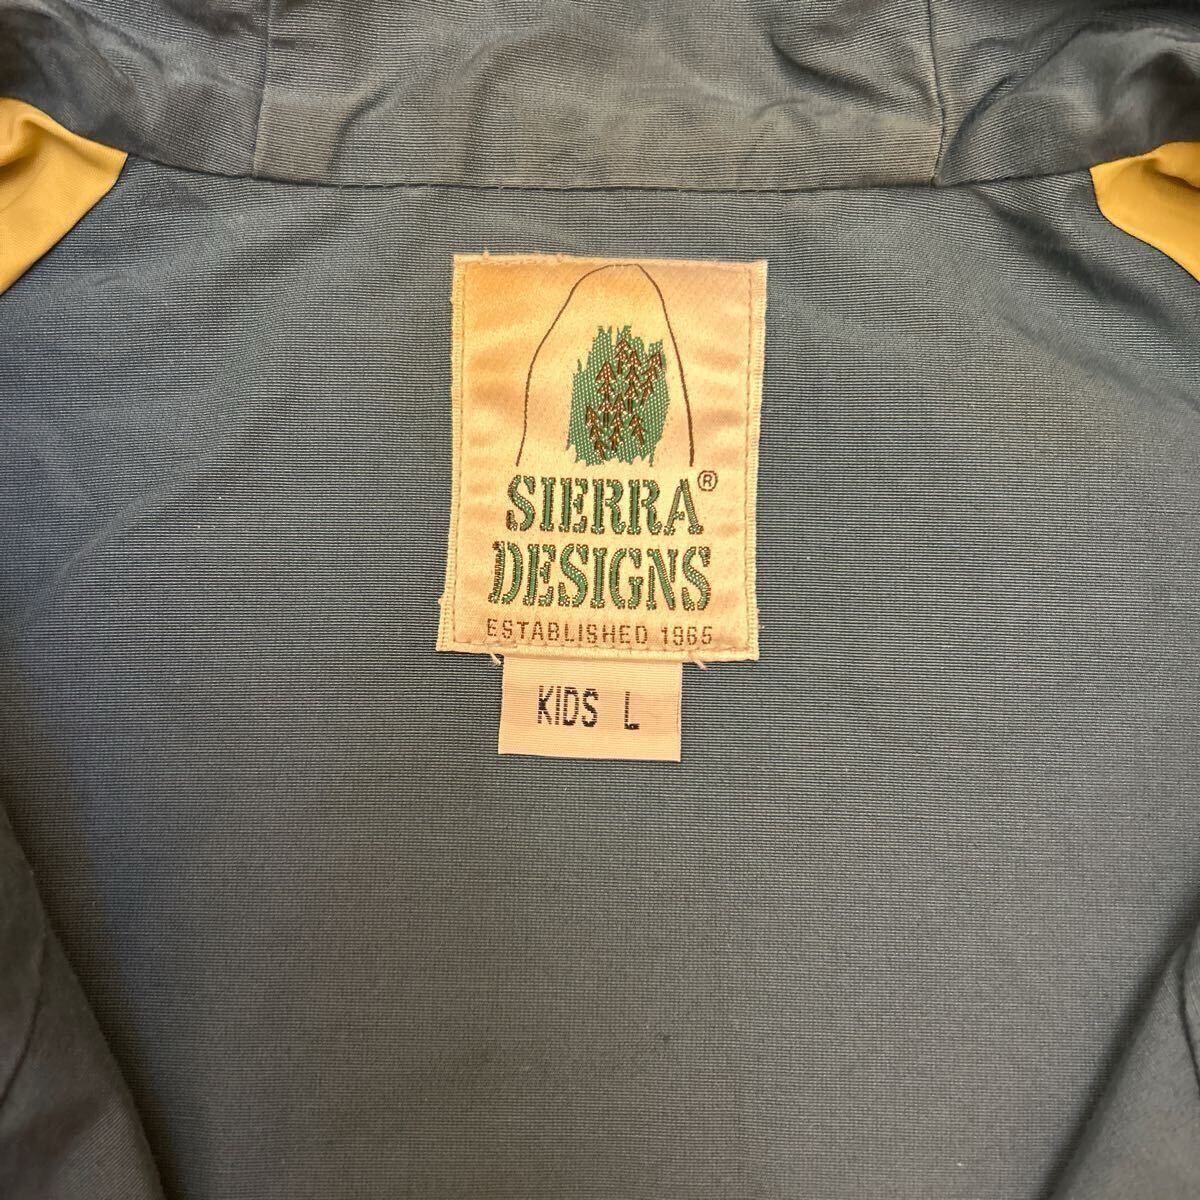 SIERRA®
DESIGNS
ESTABLISHED 1965
KIDS L